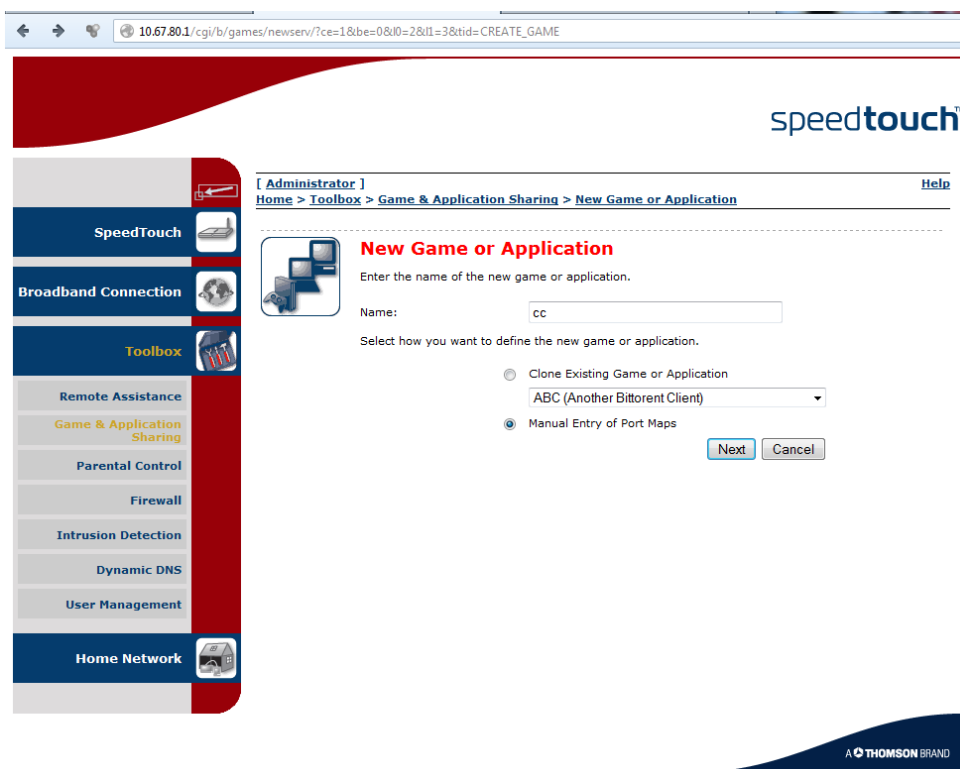 10.67.80.1/cgi/b/games/newserv/?ce=1&be=0&l0=2&l1=3&tid=CREATE_GAME
speedtouch™
[ Administrator ]
Help
Home > Toolbox > Game & Application Sharing > New Game or Application
SpeedTouch
Broadband Connection
Toolbox
Remote Assistance
Game & Application
Sharing
Parental Control
Firewall
Intrusion Detection
Dynamic DNS
User Management
Home Network
New Game or Application
Enter the name of the new game or application.
Name: cc
Select how you want to define the new game or application.
Clone Existing Game or Application
ABC (Another Bittorent Client)
Manual Entry of Port Maps
Next Cancel
A THOMSON BRAND